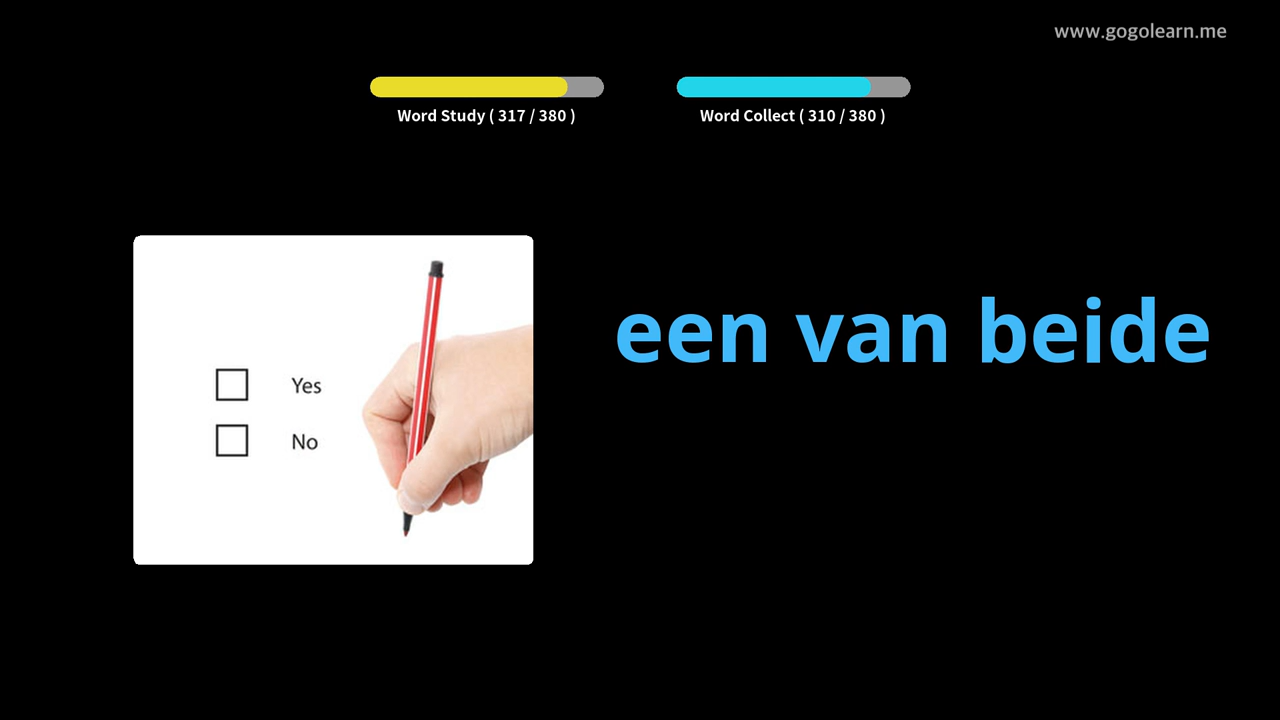 www.gogolearn.me
Word Study ( 317 / 380 )
Word Collect ( 310 / 380 )
een van beide
Yes
No